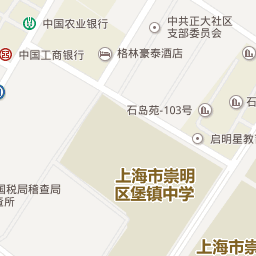 中国农业银行
中共正大社区
支部委员会
中国工商银行
格林豪泰酒店
石岛苑-103号
石
启明星教
上海市崇明
区堡镇中学
国税局稽查局
查所
上海市崇